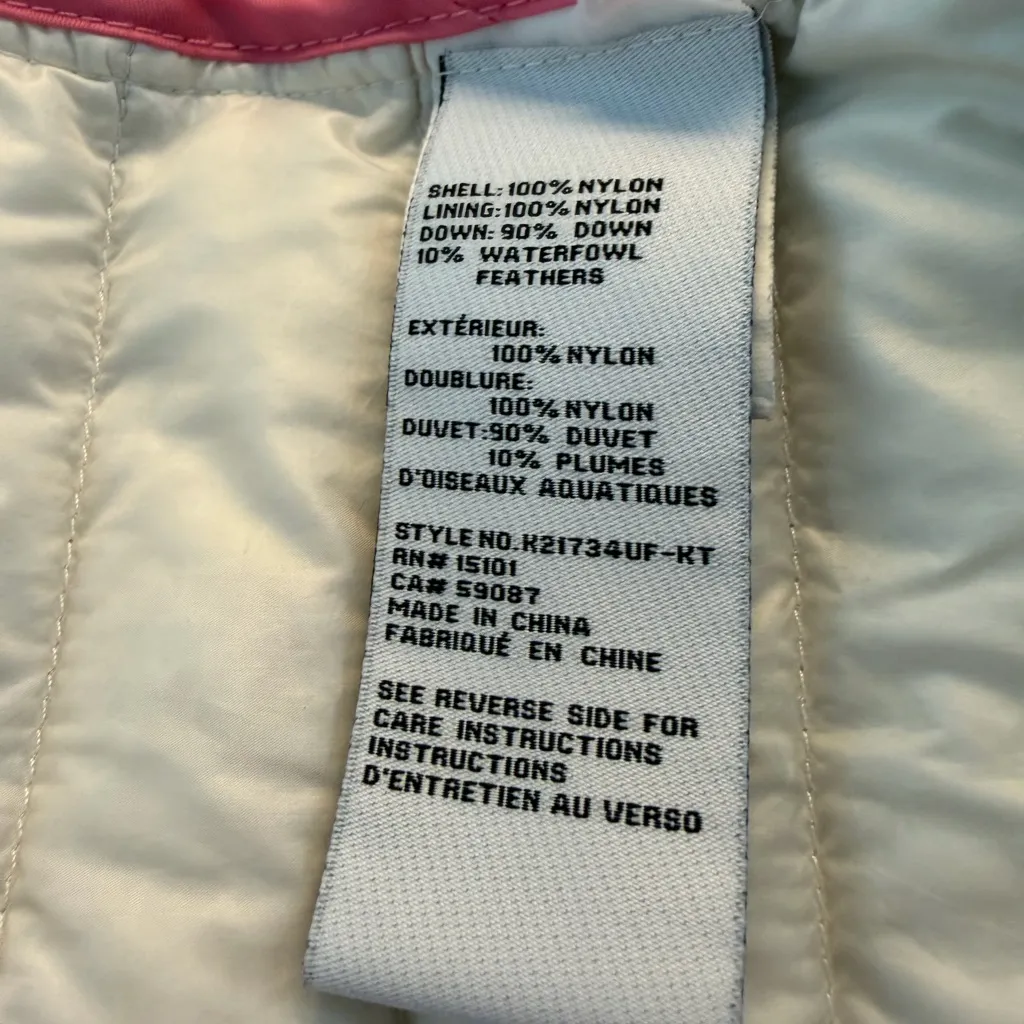 SHELL: 100% NYLON
LINING: 100% NYLON
DOWN: 90% DOWN
10% WATERFOWL
FEATHERS
EXTÉRIEUR:
100% NYLON
DOUBLURE:
100% NYLON
DUVET: 90% DUVET
10% PLUMES
D'OISEAUX AQUATIQUES
STYLE NO. K21734UF-KT
RN# 15101
CA# 59087
MADE IN CHINA
FABRIQUÉ EN CHINE
SEE REVERSE SIDE FOR
CARE INSTRUCTIONS
INSTRUCTIONS
D'ENTRETIEN AU VERSO